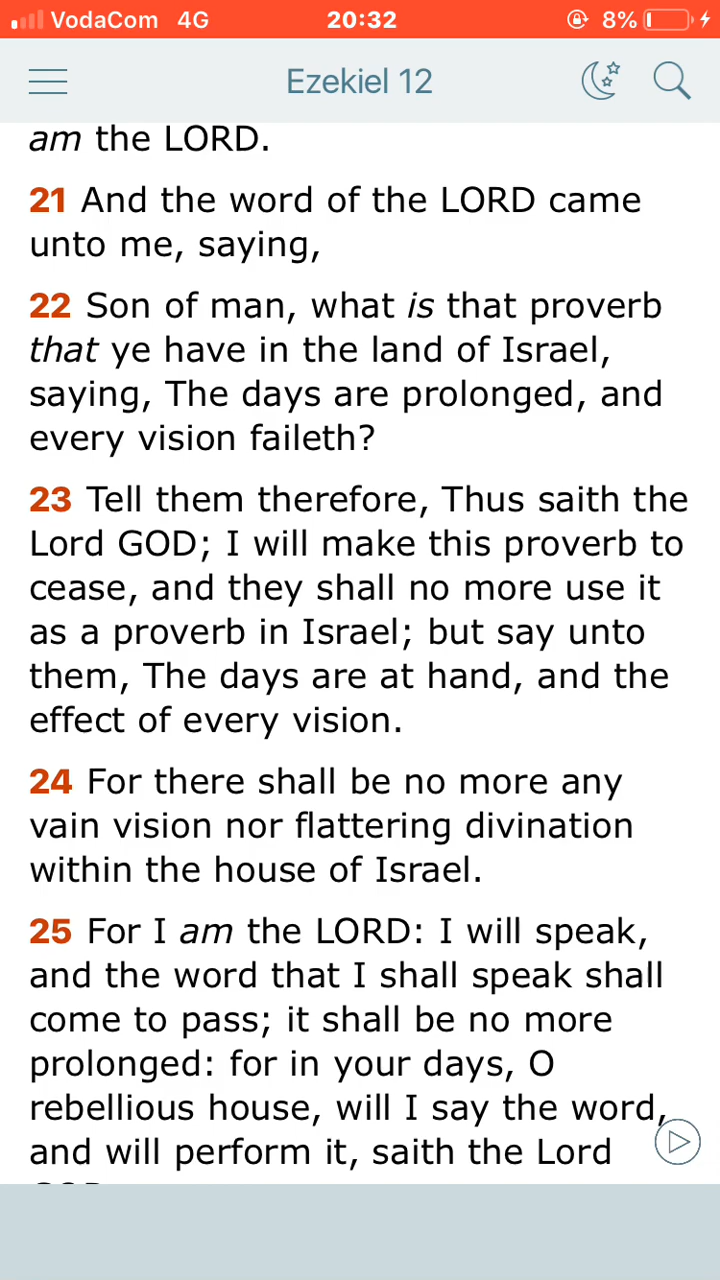 VodaCom 4G 20:32 8%
Ezekiel 12
am the LORD.
21 And the word of the LORD came
unto me, saying,
22 Son of man, what is that proverb
that ye have in the land of Israel,
saying, The days are prolonged, and
every vision faileth?
23 Tell them therefore, Thus saith the
Lord GOD; I will make this proverb to
cease, and they shall no more use it
as a proverb in Israel; but say unto
them, The days are at hand, and the
effect of every vision.
24 For there shall be no more any
vain vision nor flattering divination
within the house of Israel.
25 For I am the LORD: I will speak,
and the word that I shall speak shall
come to pass; it shall be no more
prolonged: for in your days, O
rebellious house, will I say the word,
and will perform it, saith the Lord